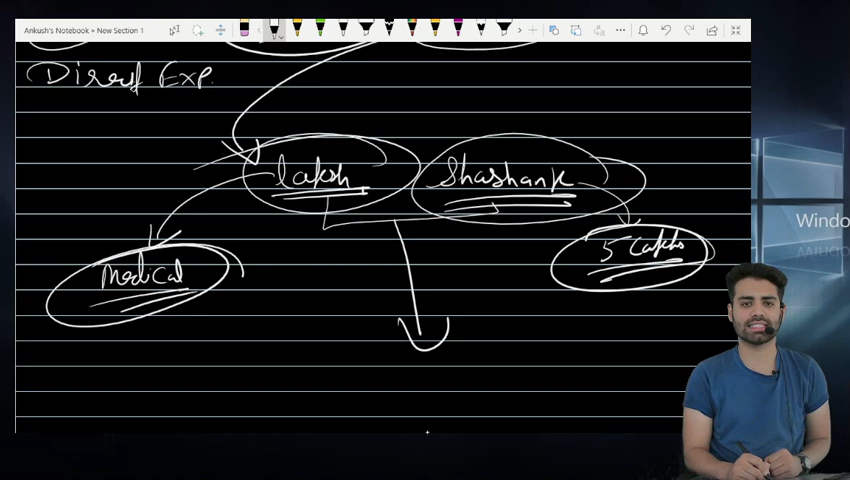 Ankush's Notebook » New Section 1
Direct Exp.
laksh Shashank
5 Lakhs
Medical
Windo